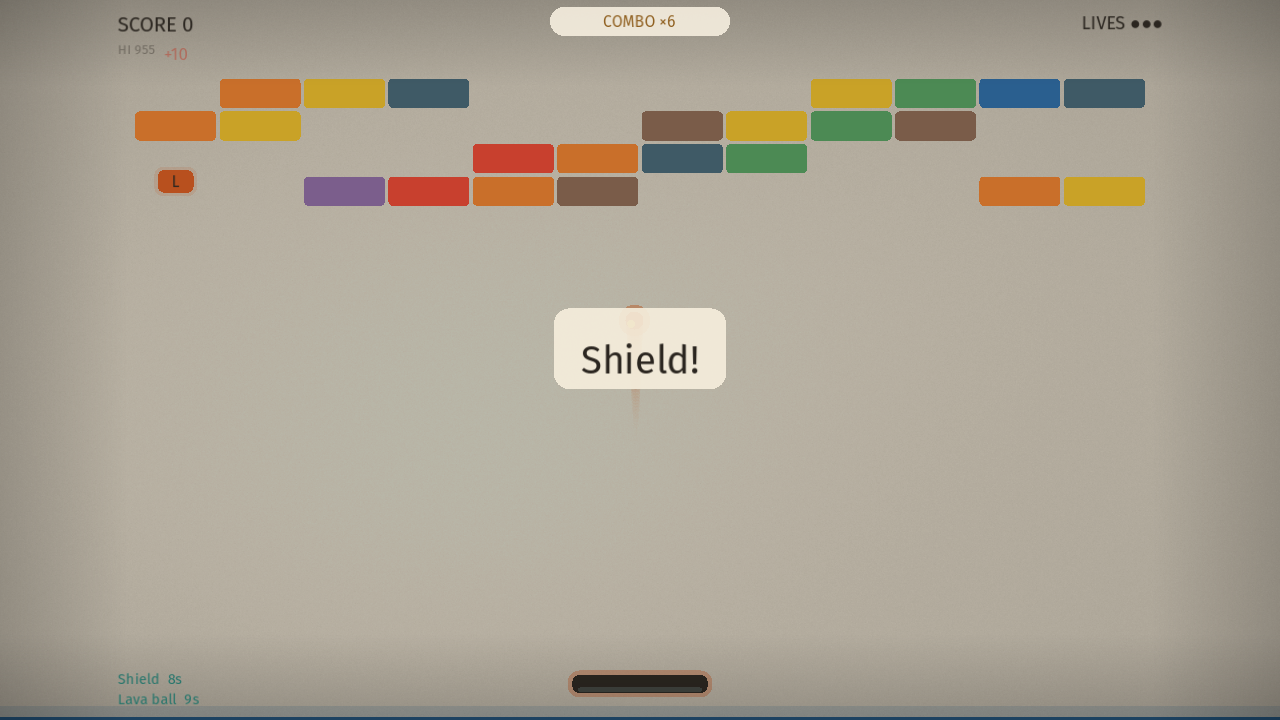 SCORE 0
COMBO ×6
LIVES ●●●
HI 955
+10
L
Shield!
Shield 8s
Lava ball 9s